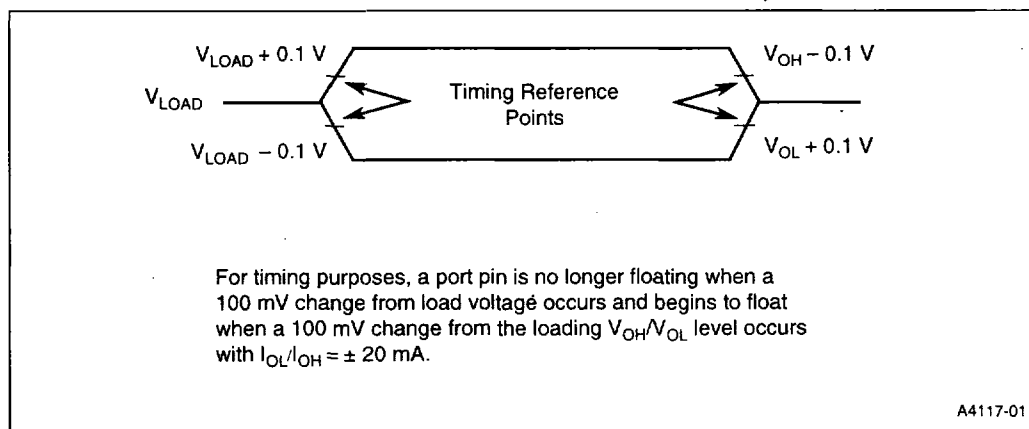 V_LOAD + 0.1 V
V_OH – 0.1 V
V_LOAD
Timing Reference
Points
V_LOAD – 0.1 V
V_OL + 0.1 V
For timing purposes, a port pin is no longer floating when a
100 mV change from load voltage occurs and begins to float
when a 100 mV change from the loading V_OH/V_OL level occurs
with I_OL/I_OH = ± 20 mA.
A4117-01